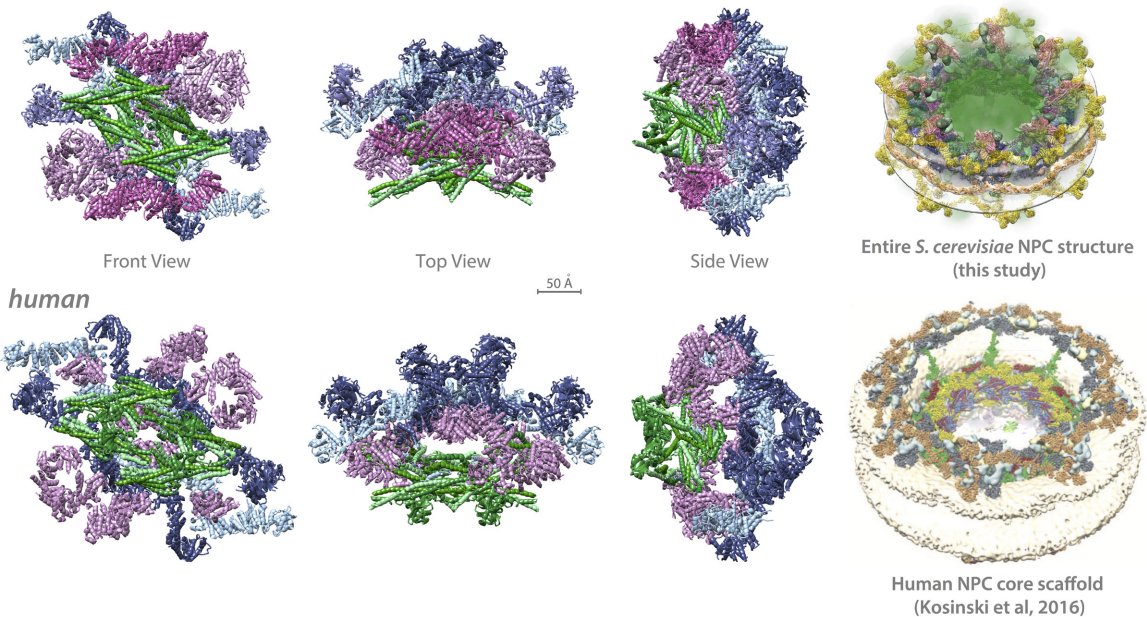 Front View
Top View
Side View
Entire S. cerevisiae NPC structure
(this study)
50 Å
human
Human NPC core scaffold
(Kosinski et al, 2016)